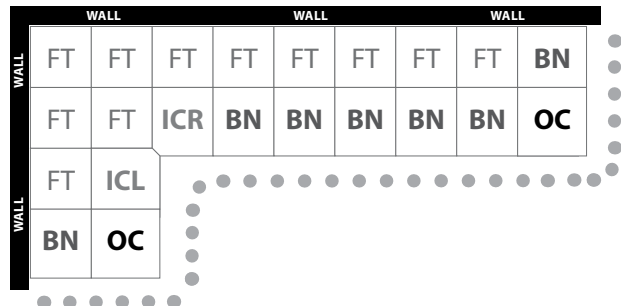 WALL WALL WALL
WALL
FT FT FT FT FT FT FT FT BN
FT FT ICR BN BN BN BN BN OC
FT ICL
WALL
BN OC